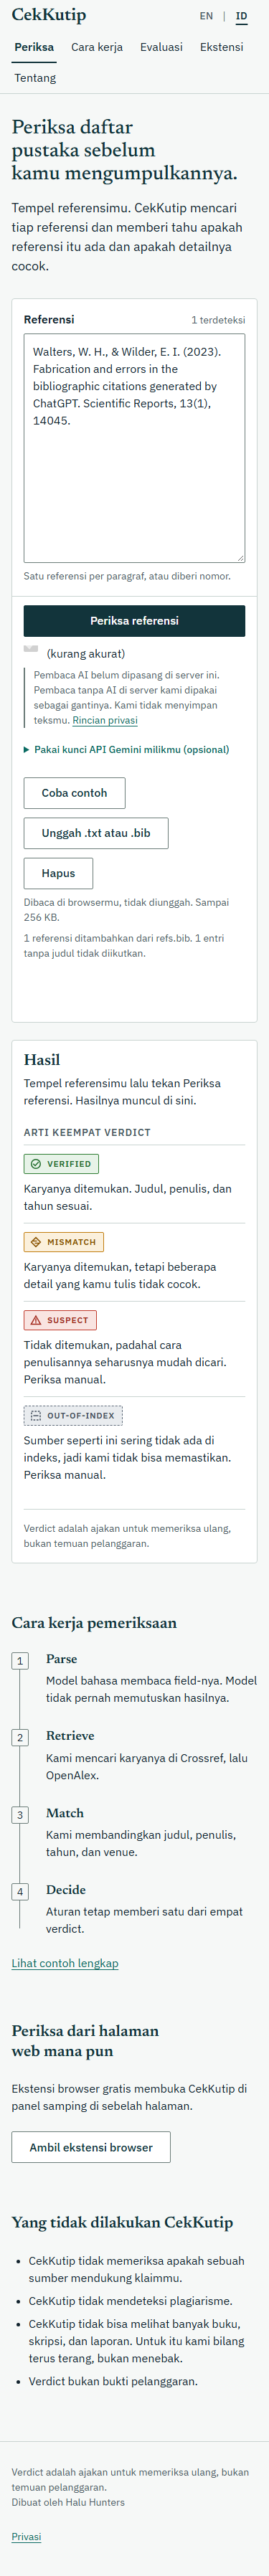 CekKutip
EN | ID
Periksa Cara kerja Evaluasi Ekstensi
Tentang
Periksa daftar
pustaka sebelum
kamu mengumpulkannya.
Tempel referensimu. CekKutip mencari
tiap referensi dan memberi tahu apakah
referensi itu ada dan apakah detailnya
cocok.
Referensi 1 terdeteksi
Walters, W. H., & Wilder, E. I. (2023).
Fabrication and errors in the
bibliographic citations generated by
ChatGPT. Scientific Reports, 13(1),
14045.
Satu referensi per paragraf, atau diberi nomor.
Periksa referensi
(kurang akurat)
Pembaca AI belum dipasang di server ini.
Pembaca tanpa AI di server kami dipakai
sebagai gantinya. Kami tidak menyimpan
teksmu. Rincian privasi
Pakai kunci API Gemini milikmu (opsional)
Coba contoh
Unggah .txt atau .bib
Hapus
Dibaca di browsermu, tidak diunggah. Sampai
256 KB.
1 referensi ditambahkan dari refs.bib. 1 entri
tanpa judul tidak diikutkan.
Hasil
Tempel referensimu lalu tekan Periksa
referensi. Hasilnya muncul di sini.
ARTI KEEMPAT VERDICT
VERIFIED
Karyanya ditemukan. Judul, penulis, dan
tahun sesuai.
MISMATCH
Karyanya ditemukan, tetapi beberapa
detail yang kamu tulis tidak cocok.
SUSPECT
Tidak ditemukan, padahal cara
penulisannya seharusnya mudah dicari.
Periksa manual.
OUT-OF-INDEX
Sumber seperti ini sering tidak ada di
indeks, jadi kami tidak bisa memastikan.
Periksa manual.
Verdict adalah ajakan untuk memeriksa ulang,
bukan temuan pelanggaran.
Cara kerja pemeriksaan
1 Parse
Model bahasa membaca field-nya. Model
tidak pernah memutuskan hasilnya.
2 Retrieve
Kami mencari karyanya di Crossref, lalu
OpenAlex.
3 Match
Kami membandingkan judul, penulis,
tahun, dan venue.
4 Decide
Aturan tetap memberi satu dari empat
verdict.
Lihat contoh lengkap
Periksa dari halaman
web mana pun
Ekstensi browser gratis membuka CekKutip di
panel samping di sebelah halaman.
Ambil ekstensi browser
Yang tidak dilakukan CekKutip
• CekKutip tidak memeriksa apakah sebuah
sumber mendukung klaimmu.
• CekKutip tidak mendeteksi plagiarisme.
• CekKutip tidak bisa melihat banyak buku,
skripsi, dan laporan. Untuk itu kami bilang
terus terang, bukan menebak.
• Verdict bukan bukti pelanggaran.
Verdict adalah ajakan untuk memeriksa ulang, bukan
temuan pelanggaran.
Dibuat oleh Halu Hunters
Privasi